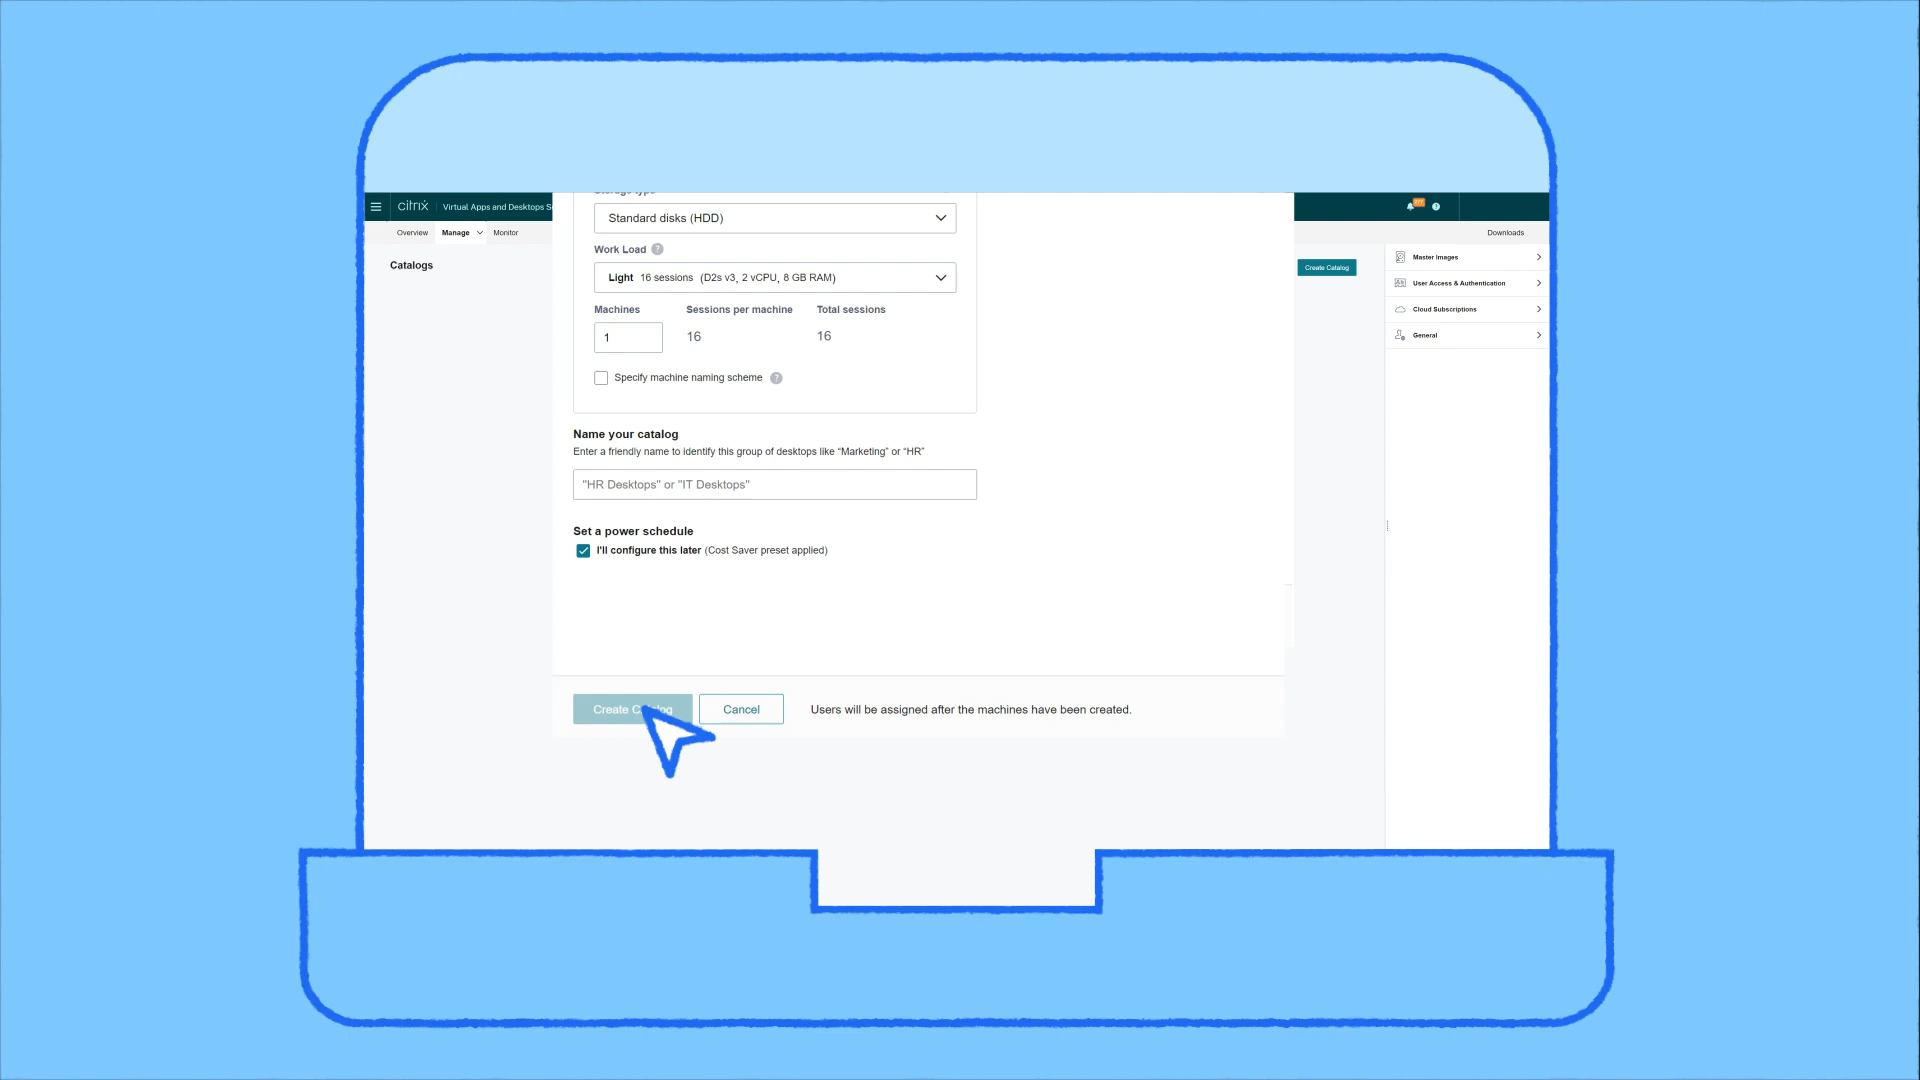 citrix Virtual Apps and Desktops S
Overview Manage Monitor Downloads
Catalogs
Create Catalog
Storage type
Standard disks (HDD)
Work Load ?
Light 16 sessions (D2s v3, 2 vCPU, 8 GB RAM)
Machines Sessions per machine Total sessions
1 16 16
Specify machine naming scheme ?
Name your catalog
Enter a friendly name to identify this group of desktops like “Marketing” or “HR”
"HR Desktops" or "IT Desktops"
Set a power schedule
I'll configure this later (Cost Saver preset applied)
Create Catalog Cancel Users will be assigned after the machines have been created.
Master Images
User Access & Authentication
Cloud Subscriptions
General